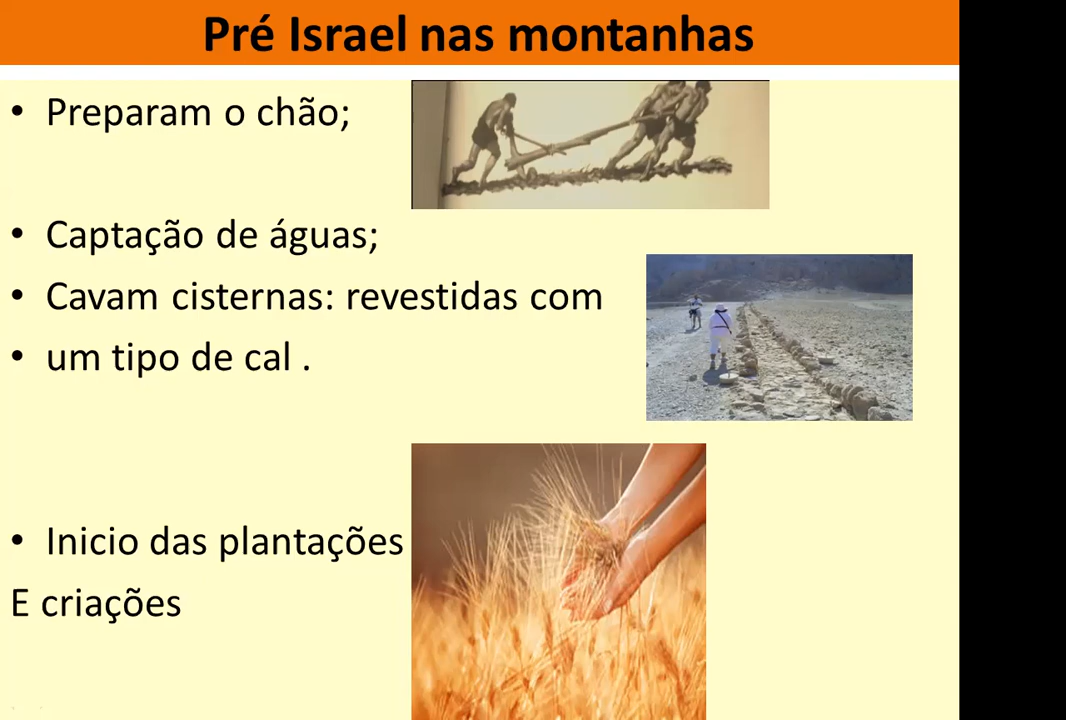 Pré Israel nas montanhas
• Preparam o chão;
• Captação de águas;
• Cavam cisternas: revestidas com
• um tipo de cal .
• Inicio das plantações
E criações